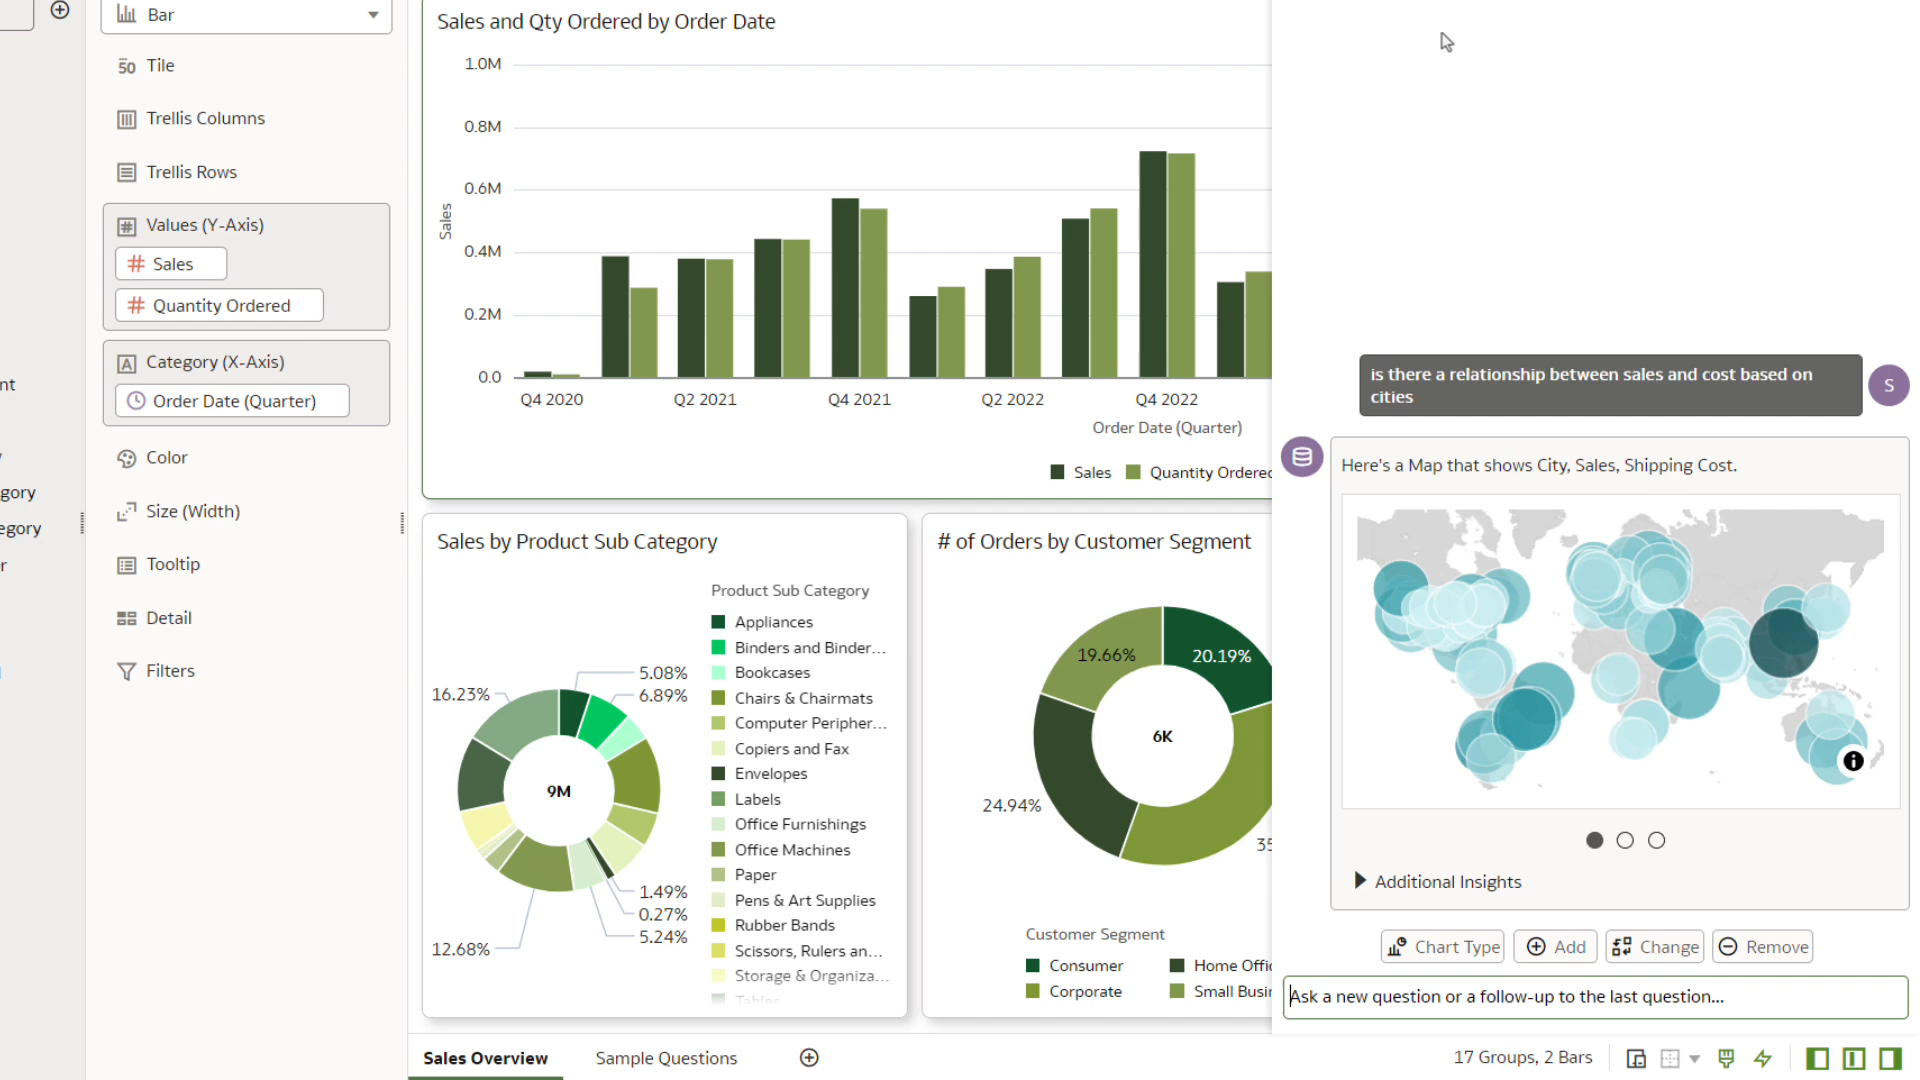 Bar
50 Tile
Trellis Columns
Trellis Rows
Values (Y-Axis)
# Sales
# Quantity Ordered
A Category (X-Axis)
Order Date (Quarter)
Color
Size (Width)
Tooltip
Detail
Filters
nt
gory
egory
r
Sales and Qty Ordered by Order Date
1.0M
0.8M
0.6M
0.4M
0.2M
0.0
Sales
Q4 2020
Q2 2021
Q4 2021
Q2 2022
Q4 2022
Order Date (Quarter)
Sales
Quantity Ordered
Sales by Product Sub Category
16.23%
5.08%
6.89%
9M
1.49%
0.27%
5.24%
12.68%
Product Sub Category
Appliances
Binders and Binder...
Bookcases
Chairs & Chairmats
Computer Peripher...
Copiers and Fax
Envelopes
Labels
Office Furnishings
Office Machines
Paper
Pens & Art Supplies
Rubber Bands
Scissors, Rulers an...
Storage & Organiza...
Tables
# of Orders by Customer Segment
19.66%
20.19%
6K
24.94%
35
Customer Segment
Consumer
Home Offic
Corporate
Small Busin
is there a relationship between sales and cost based on
cities
S
Here's a Map that shows City, Sales, Shipping Cost.
Additional Insights
Chart Type
Add
Change
Remove
Ask a new question or a follow-up to the last question...
Sales Overview
Sample Questions
17 Groups, 2 Bars